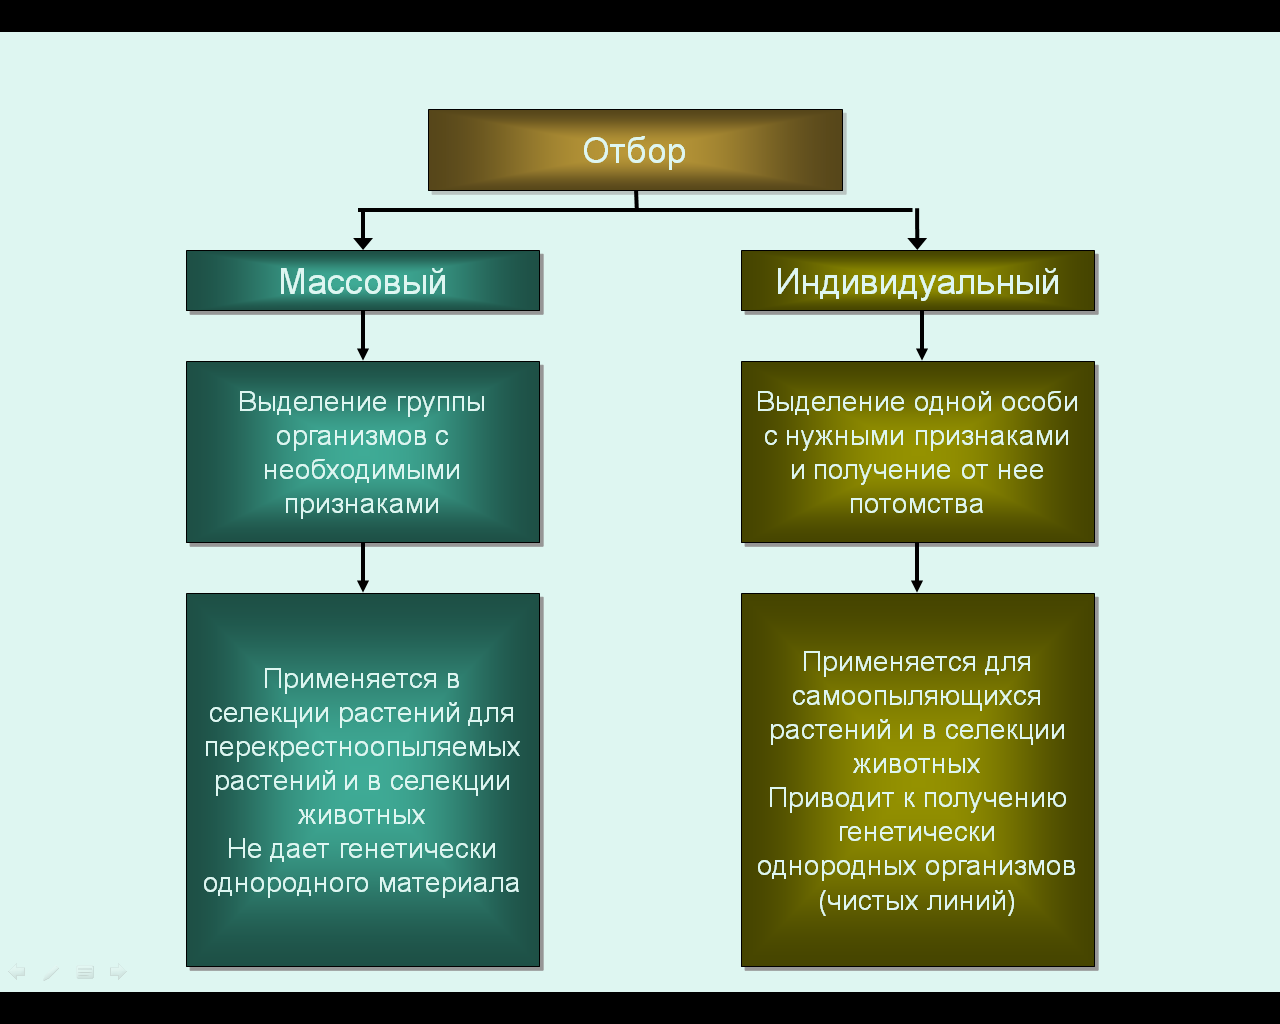 Отбор
Массовый
Индивидуальный
Выделение группы
организмов с
необходимыми
признаками
Выделение одной особи
с нужными признаками
и получение от нее
потомства
Применяется в
селекции растений для
перекрестноопыляемых
растений и в селекции
животных
Не дает генетически
однородного материала
Применяется для
самоопыляющихся
растений и в селекции
животных
Приводит к получению
генетически
однородных организмов
(чистых линий)